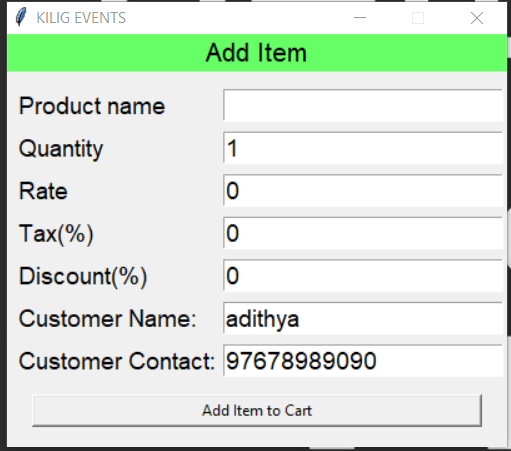 KILIG EVENTS
Add Item
Product name
Quantity 1
Rate 0
Tax(%) 0
Discount(%) 0
Customer Name: adithya
Customer Contact: 97678989090
Add Item to Cart